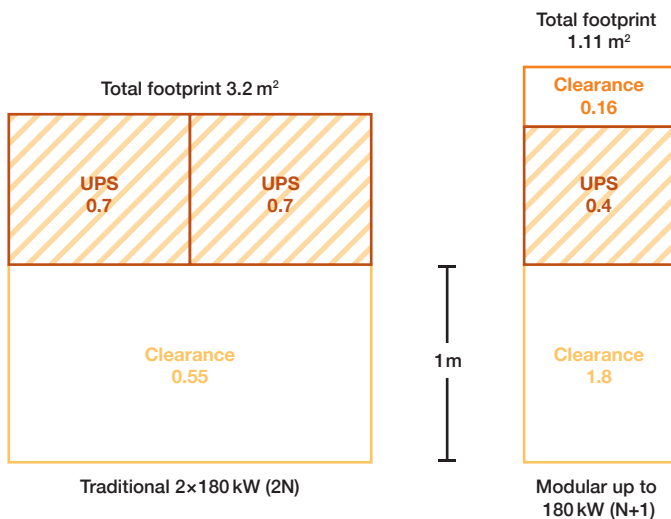 Total footprint 3.2 m²
UPS
0.7
UPS
0.7
Clearance
0.55
Traditional 2×180 kW (2N)
1 m
Total footprint
1.11 m²
Clearance
0.16
UPS
0.4
Clearance
1.8
Modular up to
180 kW (N+1)